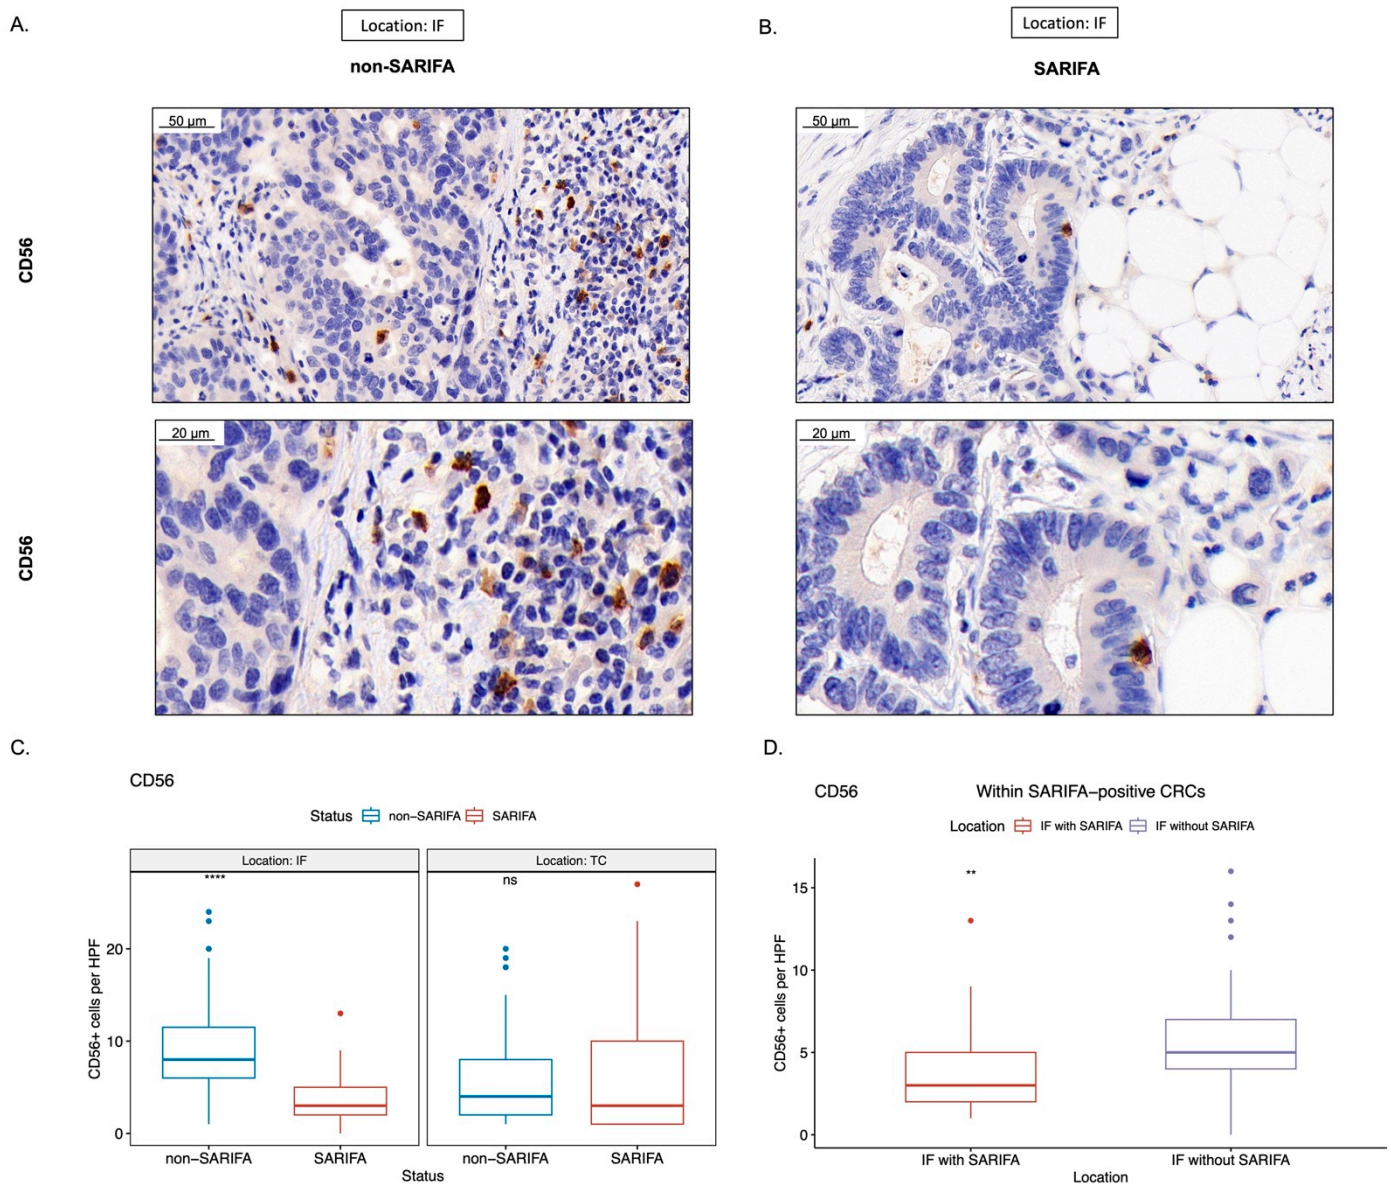 A.
Location: IF
non-SARIFA
B.
Location: IF
SARIFA
50 µm
50 µm
CD56
20 µm
20 µm
CD56
C.
CD56
Status non–SARIFA SARIFA
Location: IF
Location: TC
****
ns
20
10
0
CD56+ cells per HPF
non–SARIFA
SARIFA
non–SARIFA
SARIFA
Status
D.
CD56
Within SARIFA–positive CRCs
Location IF with SARIFA IF without SARIFA
**
15
10
5
0
CD56+ cells per HPF
IF with SARIFA
IF without SARIFA
Location